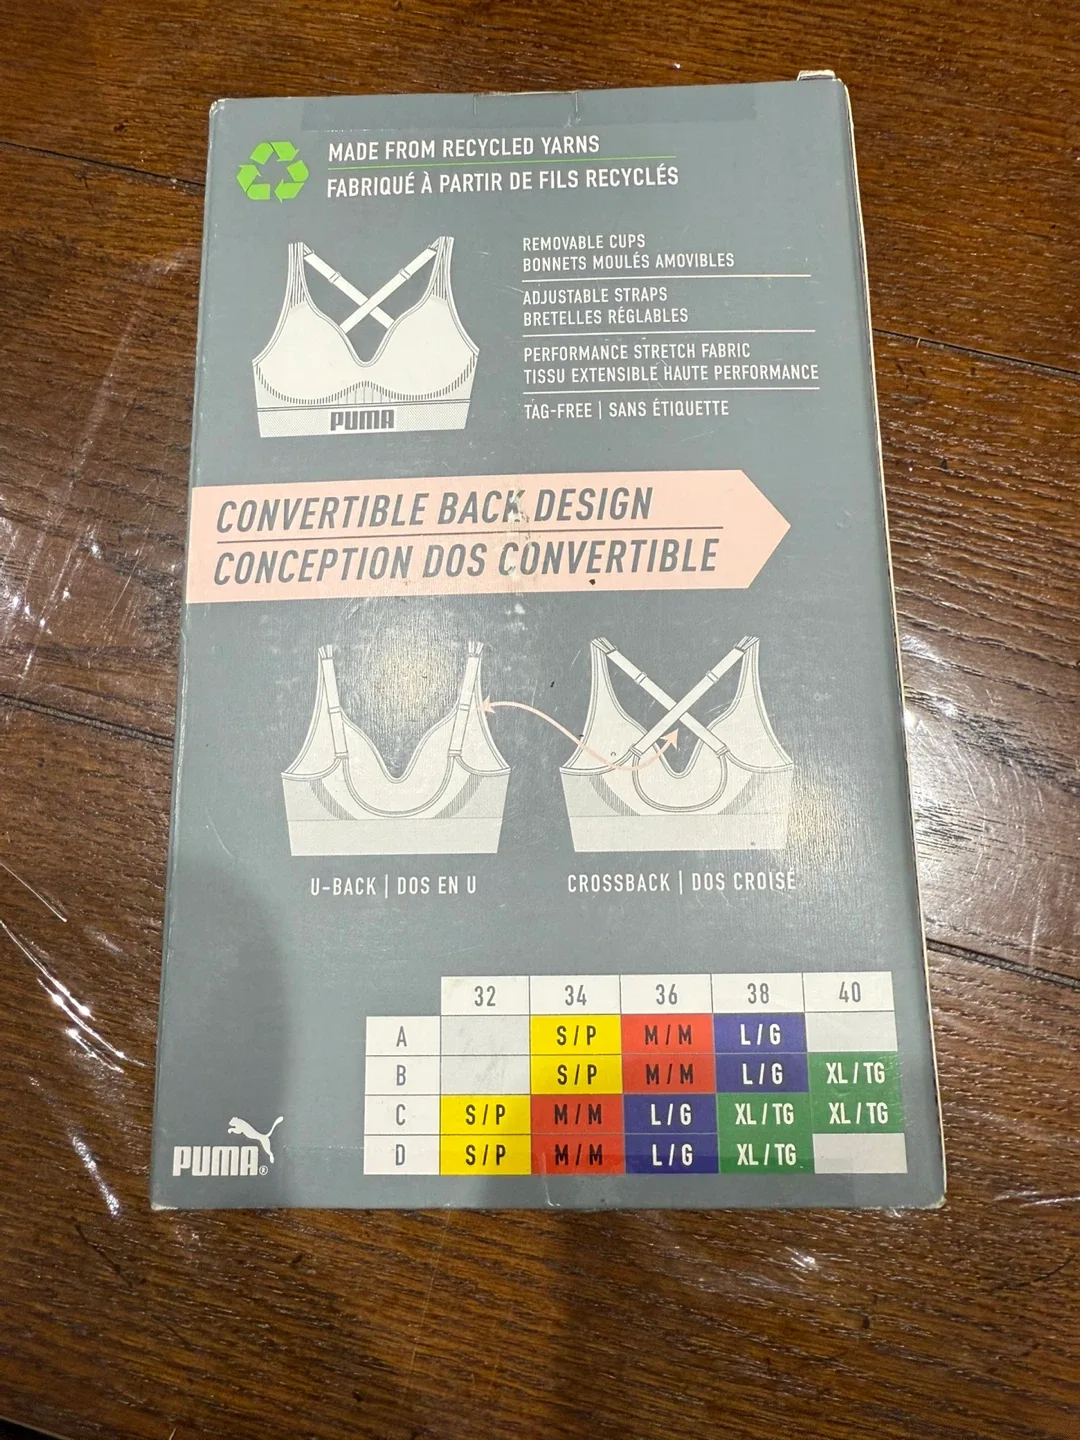 MADE FROM RECYCLED YARNS
FABRIQUÉ À PARTIR DE FILS RECYCLÉS
REMOVABLE CUPS
BONNETS MOULÉS AMOVIBLES
ADJUSTABLE STRAPS
BRETELLES RÉGLABLES
PERFORMANCE STRETCH FABRIC
TISSU EXTENSIBLE HAUTE PERFORMANCE
TAG-FREE | SANS ÉTIQUETTE
PUMA
CONVERTIBLE BACK DESIGN
CONCEPTION DOS CONVERTIBLE
U-BACK | DOS EN U
CROSSBACK | DOS CROISÉ
32 34 36 38 40
A S/P M/M L/G
B S/P M/M L/G XL/TG
C S/P M/M L/G XL/TG XL/TG
D S/P M/M L/G XL/TG
PUMA®